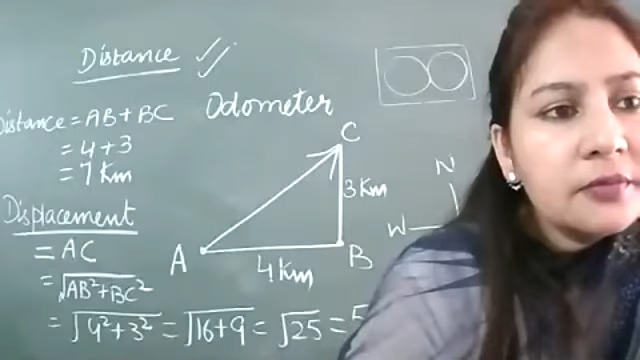 Distance
Distance = AB + BC
= 4 + 3
= 7 Km
Odometer
C
3 Km
A
B
4 Km
N
W
Displacement
= AC
= √AB² + BC²
= √4² + 3² = √16 + 9 = √25 = 5